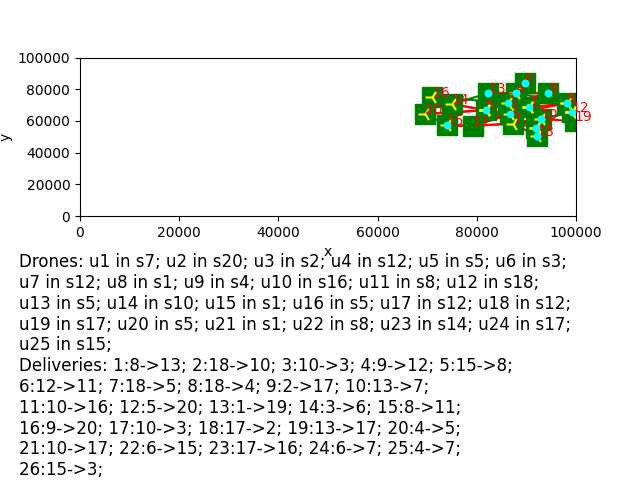 100000
80000
60000
40000
20000
0
y
0 20000 40000 60000 80000 100000
x
12
19
Drones: u1 in s7; u2 in s20; u3 in s2; u4 in s12; u5 in s5; u6 in s3;
u7 in s12; u8 in s1; u9 in s4; u10 in s16; u11 in s8; u12 in s18;
u13 in s5; u14 in s10; u15 in s1; u16 in s5; u17 in s12; u18 in s12;
u19 in s17; u20 in s5; u21 in s1; u22 in s8; u23 in s14; u24 in s17;
u25 in s15;
Deliveries: 1:8->13; 2:18->10; 3:10->3; 4:9->12; 5:15->8;
6:12->11; 7:18->5; 8:18->4; 9:2->17; 10:13->7;
11:10->16; 12:5->20; 13:1->19; 14:3->6; 15:8->11;
16:9->20; 17:10->3; 18:17->2; 19:13->17; 20:4->5;
21:10->17; 22:6->15; 23:17->16; 24:6->7; 25:4->7;
26:15->3;